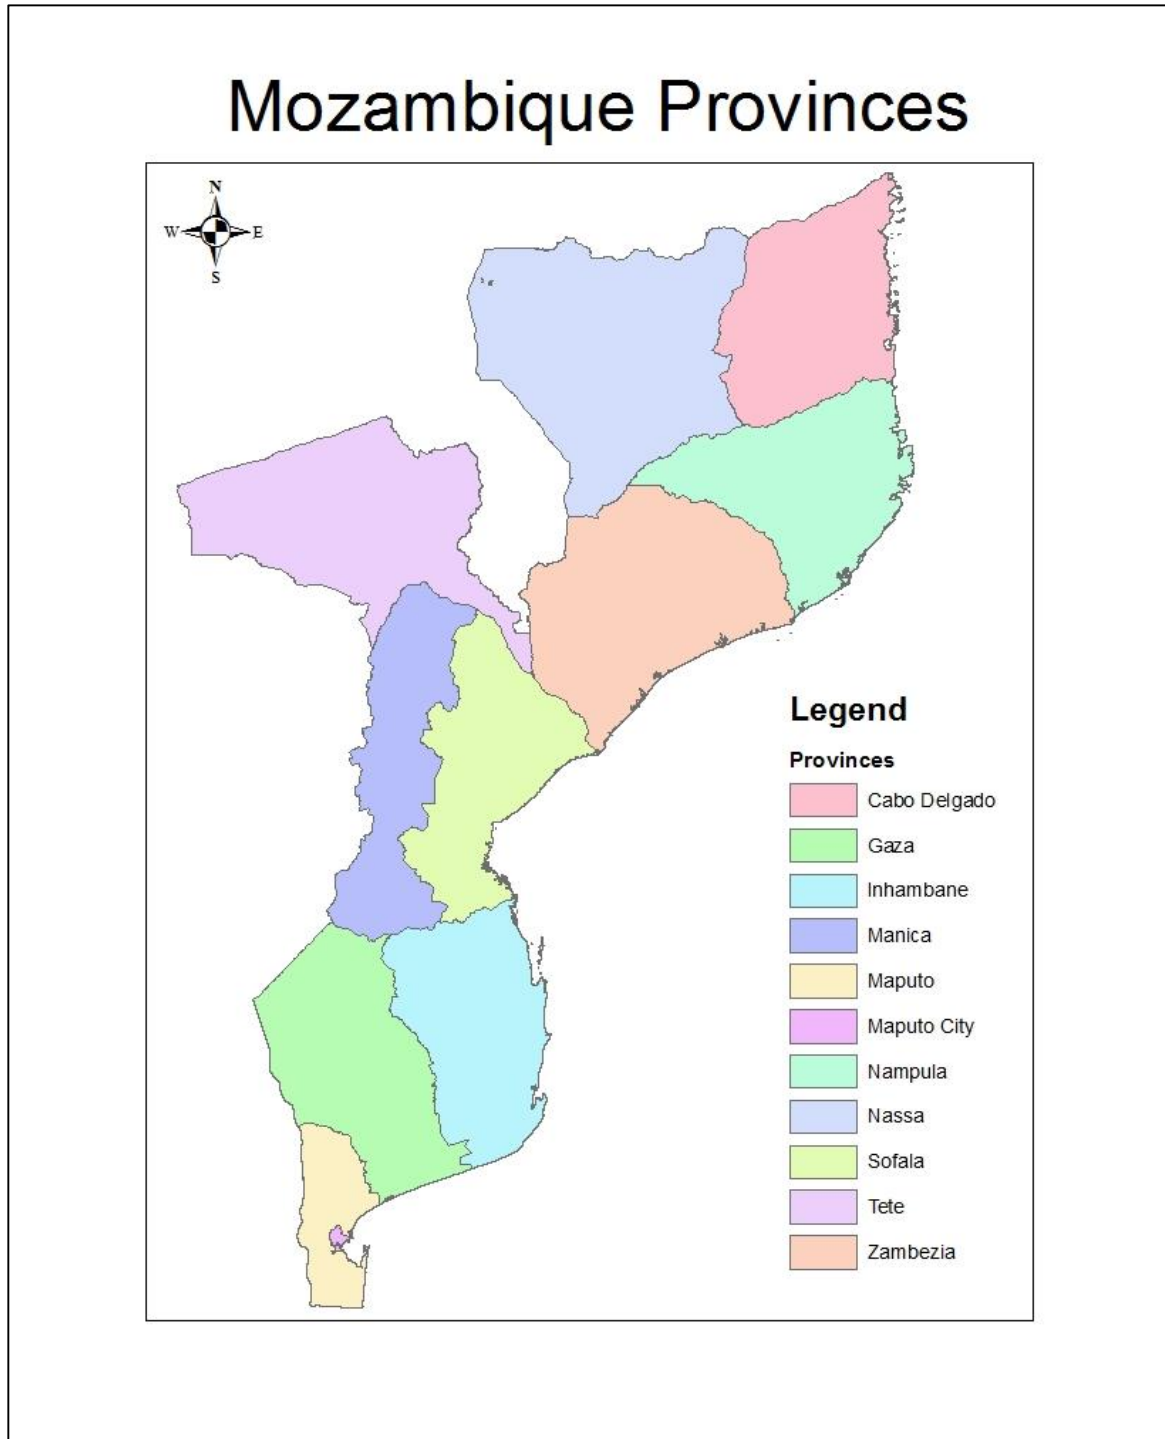 Mozambique Provinces
N
W E
S
Legend
Provinces
Cabo Delgado
Gaza
Inhambane
Manica
Maputo
Maputo City
Nampula
Nassa
Sofala
Tete
Zambezia